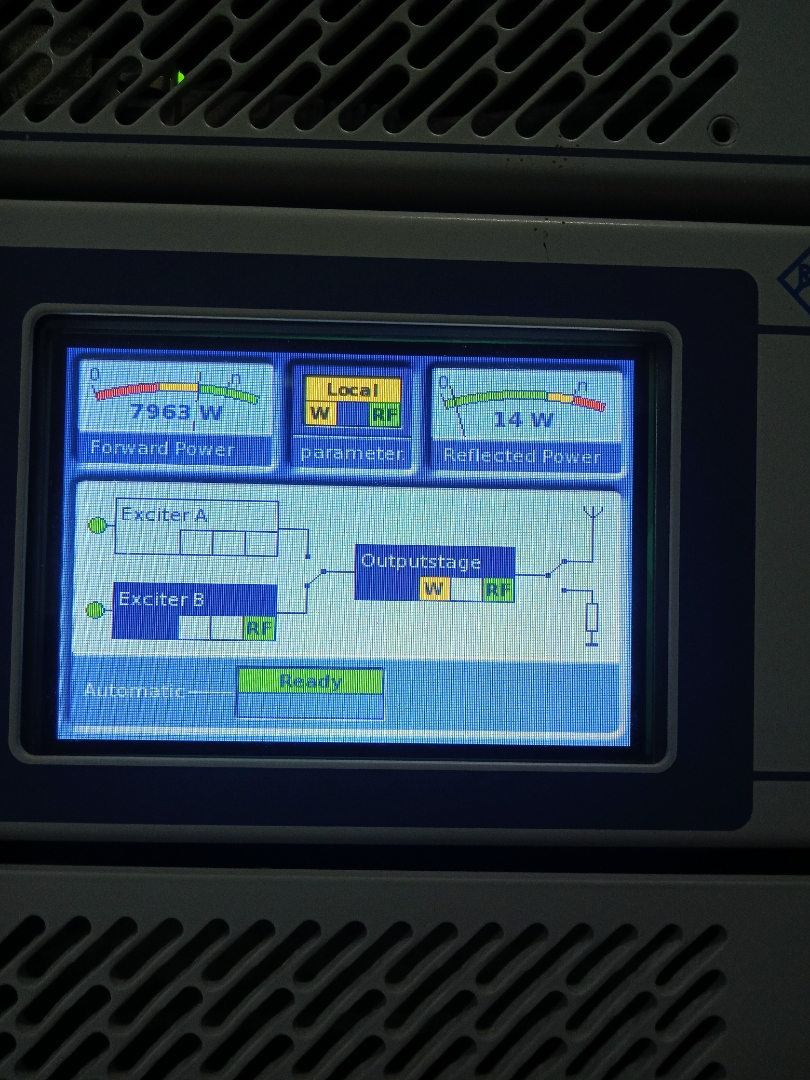 0 n
7963 W
Forward Power
Local
W RF
parameter
0 n
14 W
Reflected Power
Exciter A
Outputstage
W RF
Exciter B
RF
Automatic
Ready